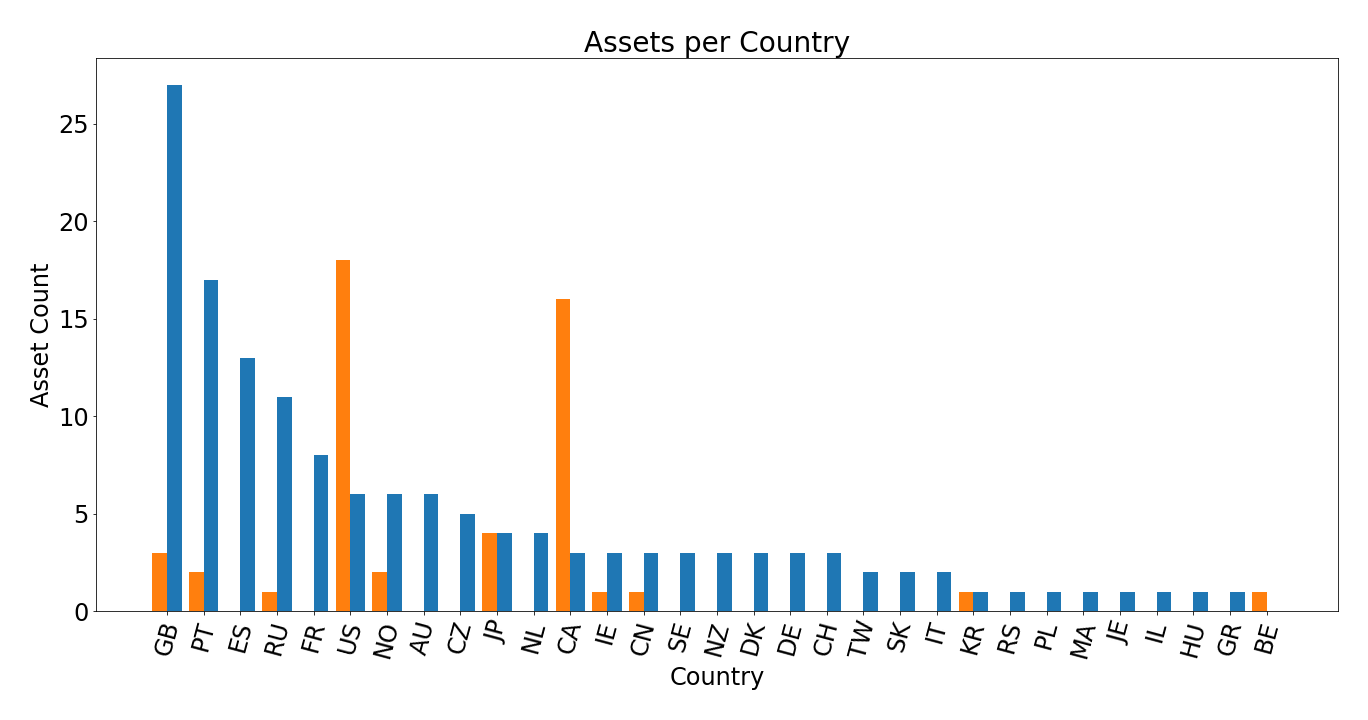 Assets per Country
Asset Count
25
20
15
10
5
0
GB PT ES RU FR US NO AU CZ JP NL CA IE CN SE NZ DK DE CH TW SK IT KR RS PL MA JE IL HU GR BE
Country